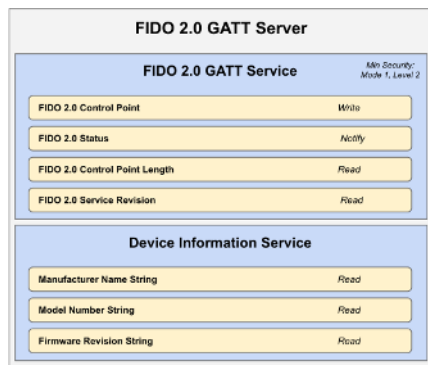 FIDO 2.0 GATT Server
FIDO 2.0 GATT Service
Min Security:
Mode 1, Level 2
FIDO 2.0 Control Point Write
FIDO 2.0 Status Notify
FIDO 2.0 Control Point Length Read
FIDO 2.0 Service Revision Read
Device Information Service
Manufacturer Name String Read
Model Number String Read
Firmware Revision String Read